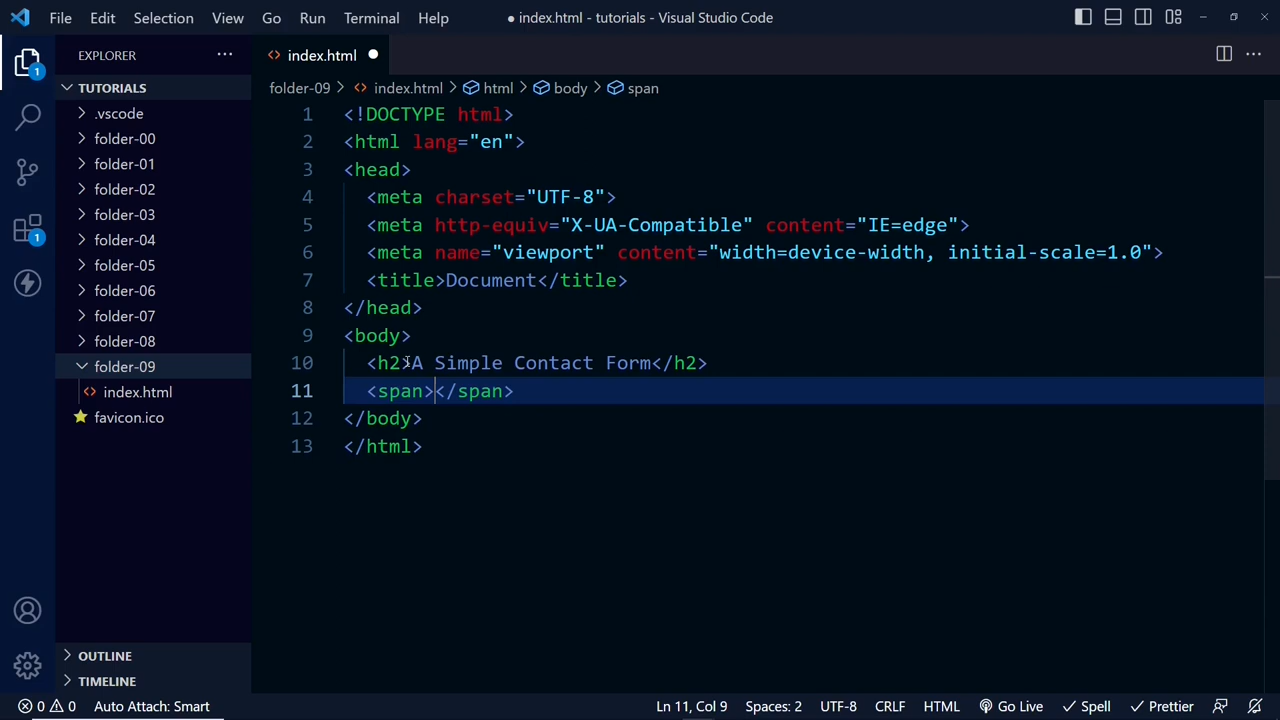 File Edit Selection View Go Run Terminal Help ● index.html - tutorials - Visual Studio Code
EXPLORER
index.html
TUTORIALS
folder-09 > index.html > html > body > span
.vscode
folder-00
folder-01
folder-02
folder-03
folder-04
folder-05
folder-06
folder-07
folder-08
folder-09
index.html
favicon.ico
1
1
1 <!DOCTYPE html>
2 <html lang="en">
3 <head>
4 <meta charset="UTF-8">
5 <meta http-equiv="X-UA-Compatible" content="IE=edge">
6 <meta name="viewport" content="width=device-width, initial-scale=1.0">
7 <title>Document</title>
8 </head>
9 <body>
10 <h2>A Simple Contact Form</h2>
11 <span></span>
12 </body>
13 </html>
OUTLINE
TIMELINE
0 0 Auto Attach: Smart Ln 11, Col 9 Spaces: 2 UTF-8 CRLF HTML Go Live Spell Prettier